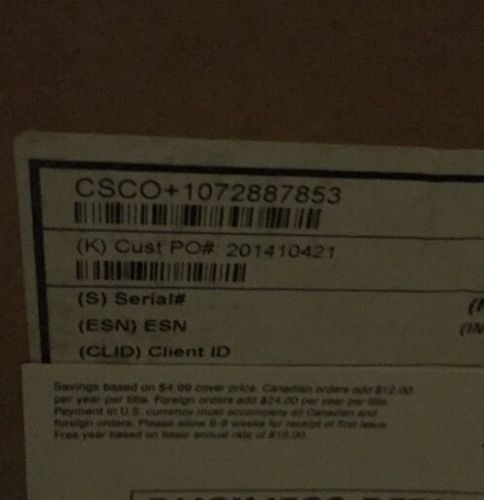 CSCO+1072887853
(K) Cust PO#: 201410421
(S) Serial#
(ESN) ESN
(CLID) Client ID
Savings based on $4.99 cover price. Canadian orders add $12.00
per year per title. Foreign orders add $24.00 per year per title.
Payment in U.S. currency must accompany all Canadian and
foreign orders. Please allow 6-8 weeks for receipt of first issue.
Free year based on basic annual rate of $10.00.